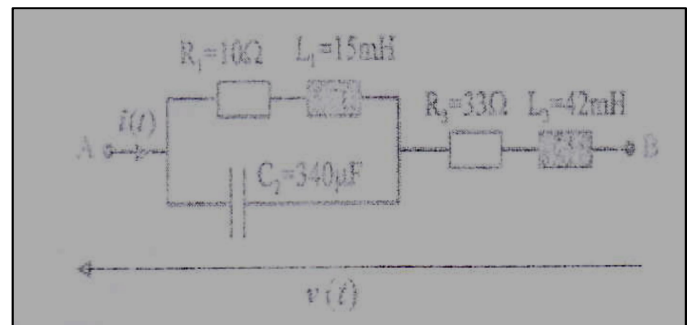 R₁=10Ω L₁=15mH
i(t)
A
R₃=33Ω L₃=42mH
B
C₂=340μF
v(t)